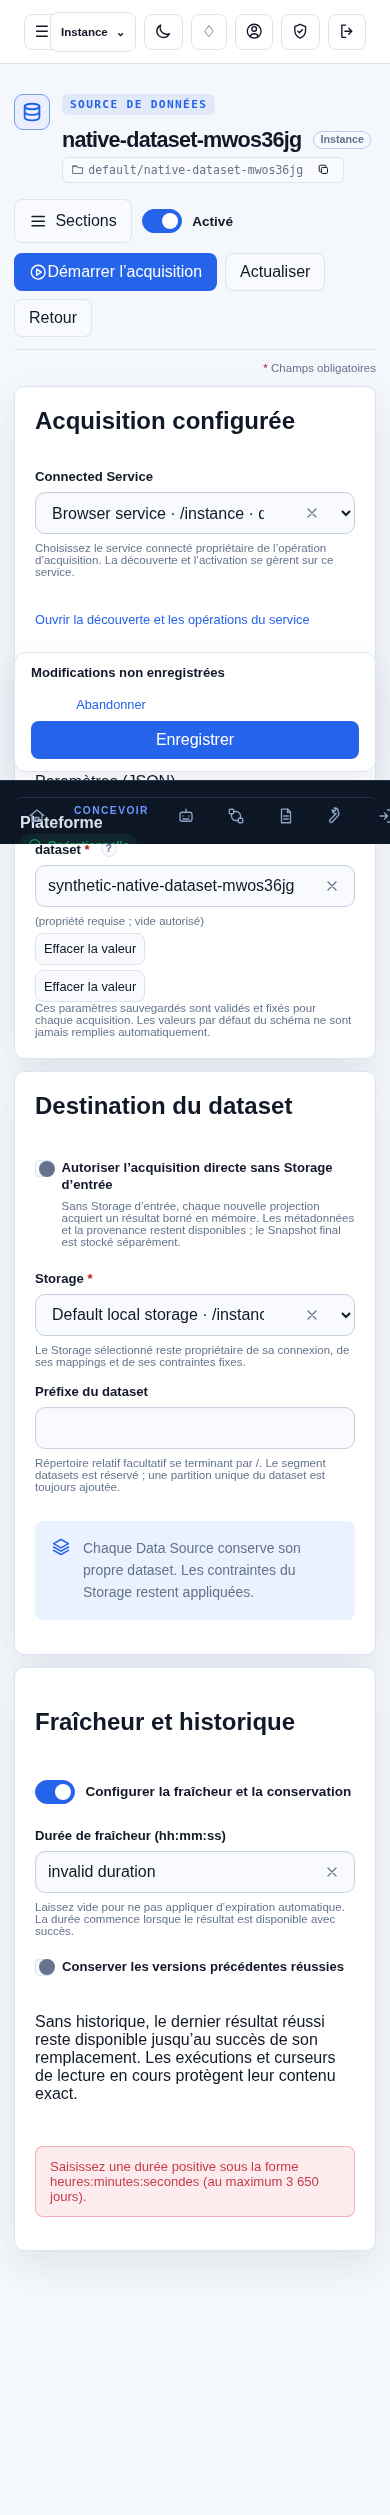 Instance
SOURCE DE DONNÉES
native-dataset-mwos36jg Instance
default/native-dataset-mwos36jg
Sections
Activé
Démarrer l’acquisition
Actualiser
Retour
* Champs obligatoires
Acquisition configurée
Connected Service
Browser service · /instance ·
Choisissez le service connecté propriétaire de l’opération
d’acquisition. La découverte et l’activation se gèrent sur ce
service.
Ouvrir la découverte et les opérations du service
Modifications non enregistrées
Abandonner
Enregistrer
Paramètres (JSON)
CONCEVOIR
Plateforme
dataset * ?
synthetic-native-dataset-mwos36jg
(propriété requise ; vide autorisé)
Effacer la valeur
Effacer la valeur
Ces paramètres sauvegardés sont validés et fixés pour
chaque acquisition. Les valeurs par défaut du schéma ne sont
jamais remplies automatiquement.
Destination du dataset
Autoriser l’acquisition directe sans Storage
d’entrée
Sans Storage d’entrée, chaque nouvelle projection
acquiert un résultat borné en mémoire. Les métadonnées
et la provenance restent disponibles ; le Snapshot final
est stocké séparément.
Storage *
Default local storage ·
Le Storage sélectionné reste propriétaire de sa connexion, de
ses mappings et de ses contraintes fixes.
Préfixe du dataset
Répertoire relatif facultatif se terminant par /. Le segment
datasets est réservé ; une partition unique du dataset est
toujours ajoutée.
Chaque Data Source conserve son
propre dataset. Les contraintes du
Storage restent appliquées.
Fraîcheur et historique
Configurer la fraîcheur et la conservation
Durée de fraîcheur (hh:mm:ss)
invalid duration
Laissez vide pour ne pas appliquer d’expiration automatique.
La durée commence lorsque le résultat est disponible avec
succès.
Conserver les versions précédentes réussies
Sans historique, le dernier résultat réussi
reste disponible jusqu’au succès de son
remplacement. Les exécutions et curseurs
de lecture en cours protègent leur contenu
exact.
Saisissez une durée positive sous la forme
heures:minutes:secondes (au maximum 3 650
jours).